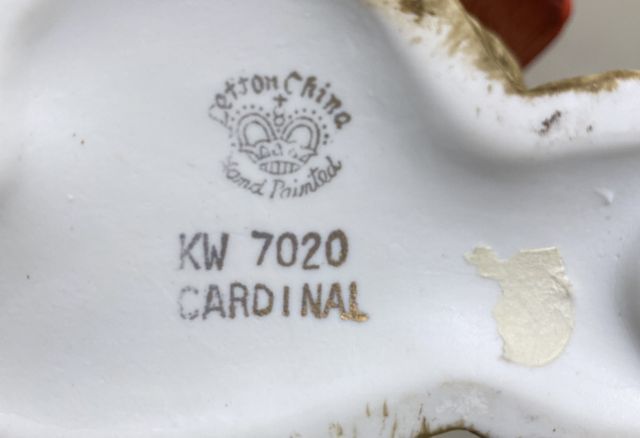 Lefton China
Hand Painted
KW 7020
CARDINAL